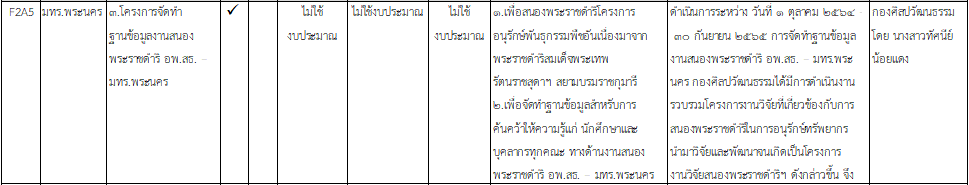 F2A5 มทร.พระนคร ๓.โครงการจัดทำ ✓ ไม่ใช้ ไม่ใช้งบประมาณ ไม่ใช้ ๑.เพื่อสนองพระราชดำริโครงการ ดำเนินการระหว่าง วันที่ ๑ ตุลาคม ๒๕๖๔ กองศิลปวัฒนธรรม
ฐานข้อมูลงานสนอง งบประมาณ งบประมาณ อนุรักษ์พันธุกรรมพืชอันเนื่องมาจาก - ๓๐ กันยายน ๒๕๖๕ การจัดทำฐานข้อมูล โดย นางสาวทัศนีย์
พระราชดำริ อพ.สธ. – พระราชดำริสมเด็จพระเทพ งานสนองพระราชดำริ อพ.สธ. – มทร.พระ น้อยแดง
มทร.พระนคร รัตนราชสุดาฯ สยามบรมราชกุมารี นคร กองศิลปวัฒนธรรมได้มีการดำเนินงาน
๒.เพื่อจัดทำฐานข้อมูลสำหรับการ รวบรวมโครงการงานวิจัยที่เกี่ยวข้องกับการ
ค้นคว้าให้ความรู้แก่ นักศึกษาและ สนองพระราชดำริในการอนุรักษ์ทรัพยากร
บุคลากรทุกคณะ ทางด้านงานสนอง นำมาวิจัยและพัฒนาจนเกิดเป็นโครงการ
พระราชดำริ อพ.สธ. – มทร.พระนคร งานวิจัยสนองพระราชดำริฯ ดังกล่าวขึ้น จึง